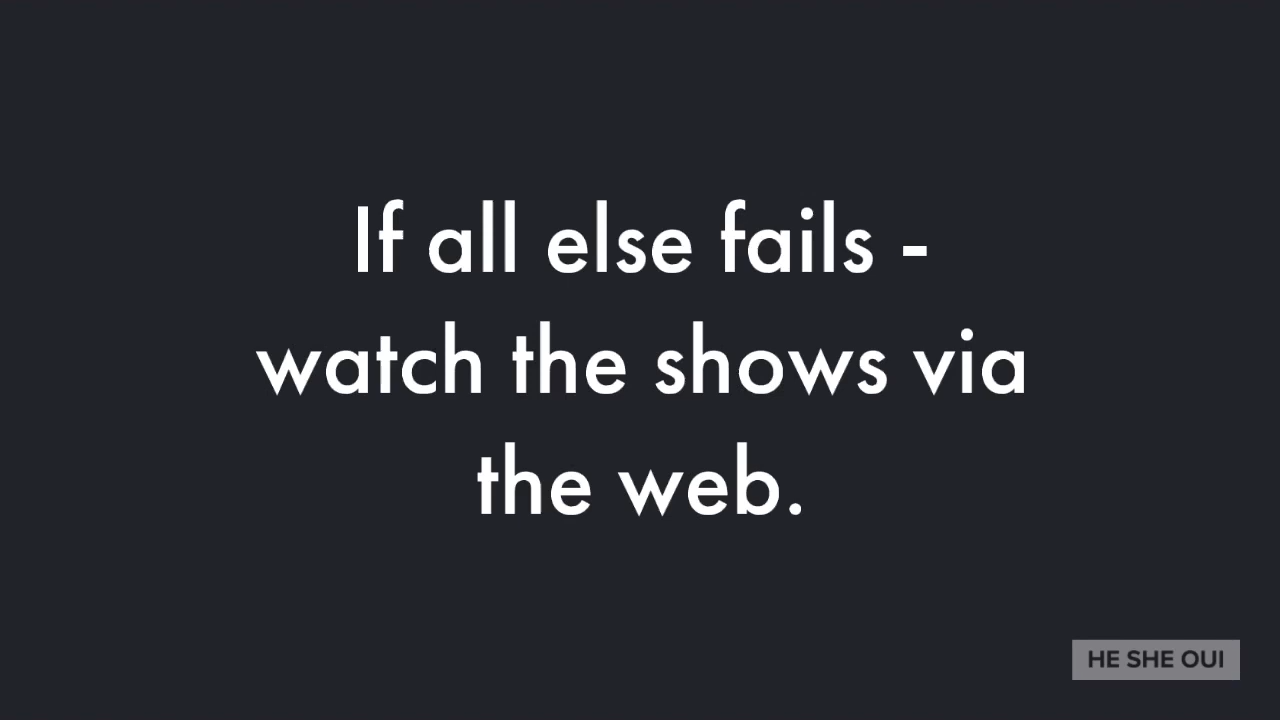 If all else fails -
watch the shows via
the web.
HE SHE OUI